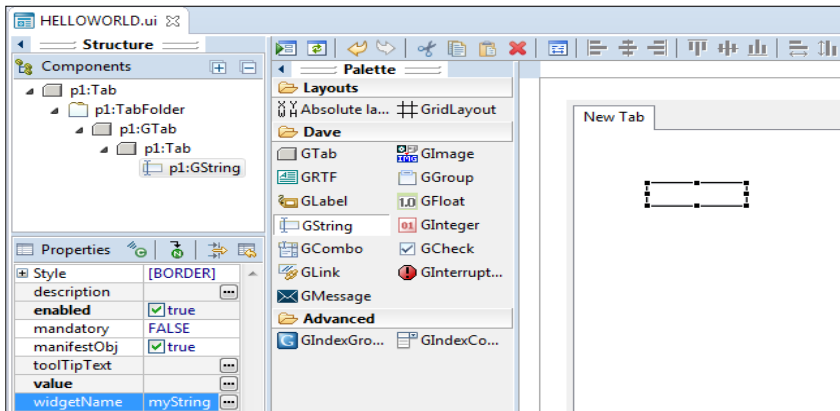 HELLOWORLD.ui
Structure
Components
p1:Tab
p1:TabFolder
p1:GTab
p1:Tab
p1:GString
Properties
Style [BORDER]
description
enabled true
mandatory FALSE
manifestObj true
toolTipText
value
widgetName myString
Palette
Layouts
Absolute la... GridLayout
Dave
GTab GImage
GRTF GGroup
GLabel GFloat
GString GInteger
GCombo GCheck
GLink GInterrupt...
GMessage
Advanced
GIndexGro... GIndexCo...
New Tab